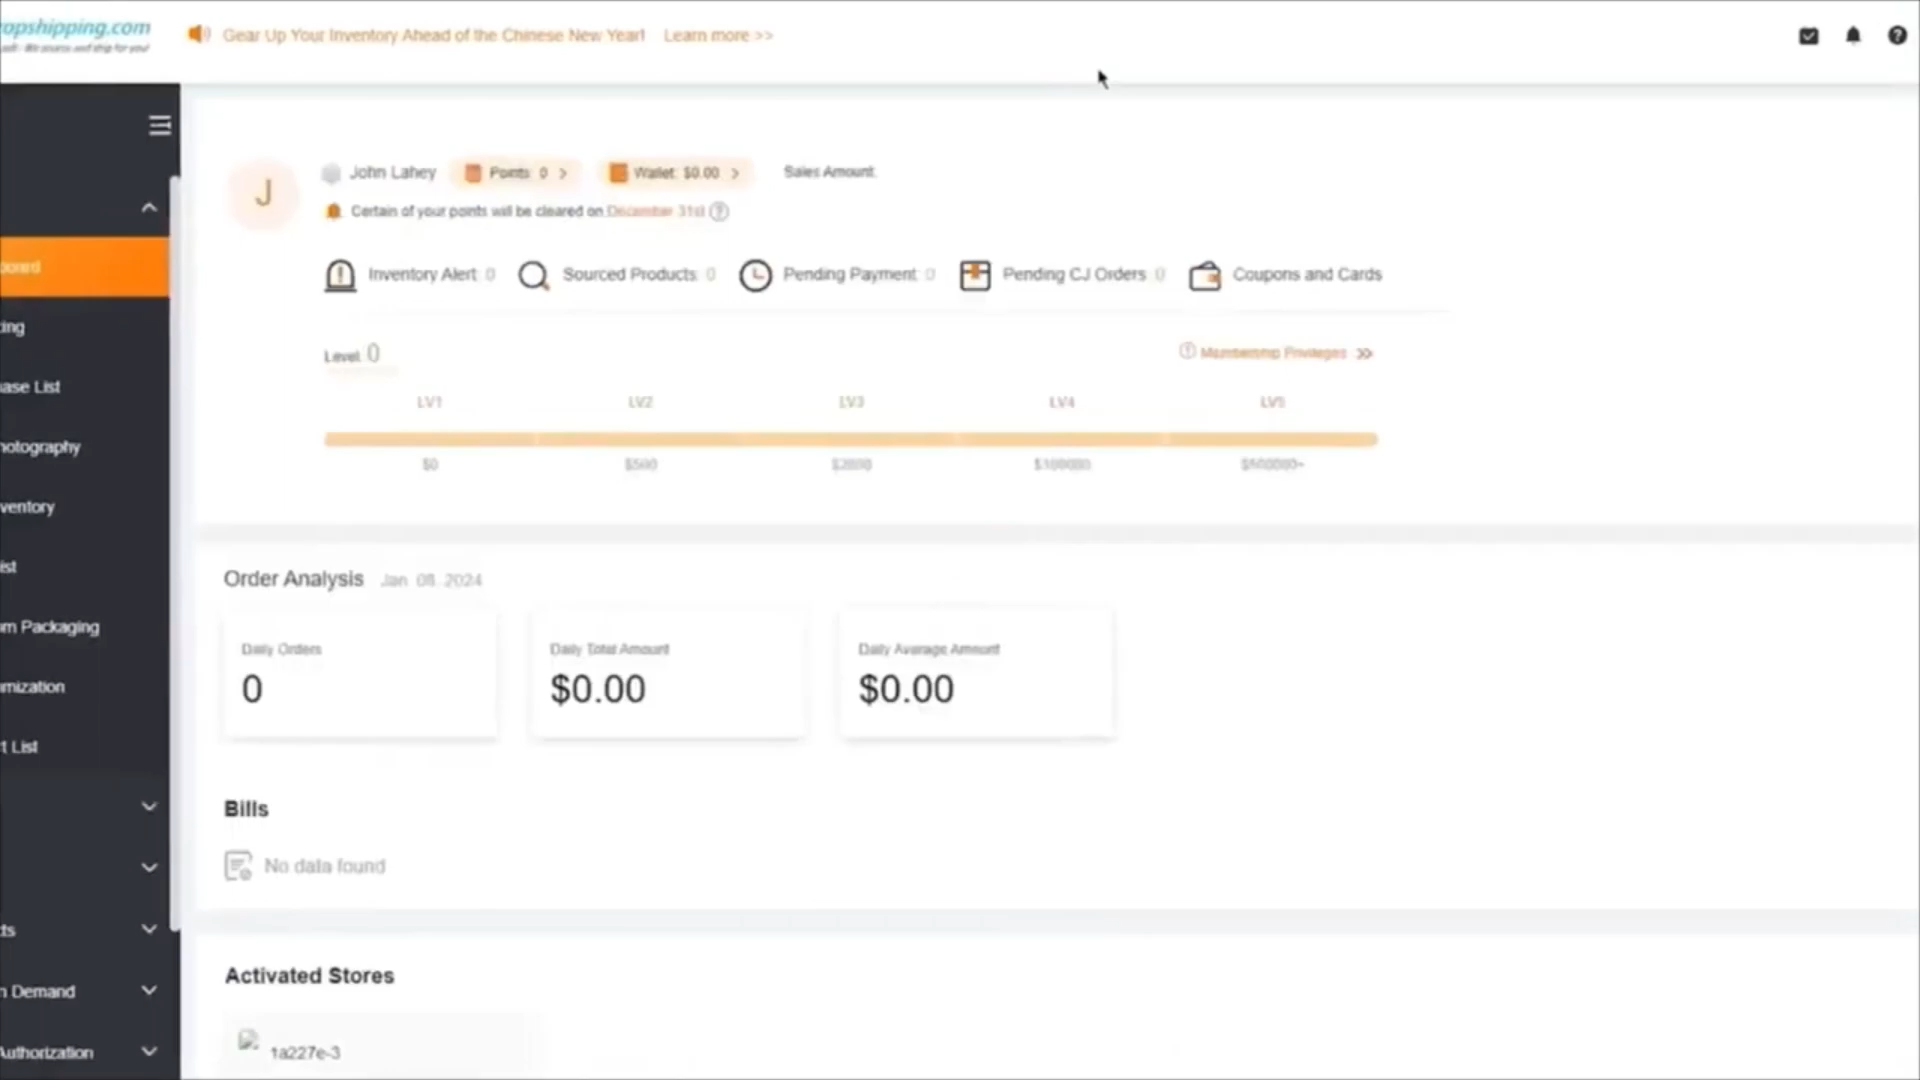 opshipping.com
Gear Up Your Inventory Ahead of the Chinese New Year! Learn more >>
J
John Lahey Points: 0 > Wallet: $0.00 > Sales Amount:
Certain of your points will be cleared on December 31st
Inventory Alert: 0 Sourced Products: 0 Pending Payment: 0 Pending CJ Orders: 0 Coupons and Cards
Level: 0 Membership Privileges >>
LV1 LV2 LV3 LV4 LV5
$0 $500
oard
ing
ase List
hotography
ventory
ist
m Packaging
mization
t List
ts
n Demand
Authorization
Order Analysis Jan. 08, 2024
Daily Orders
0
Daily Total Amount
$0.00
Daily Average Amount
$0.00
Bills
No data found
Activated Stores
1a227e-3